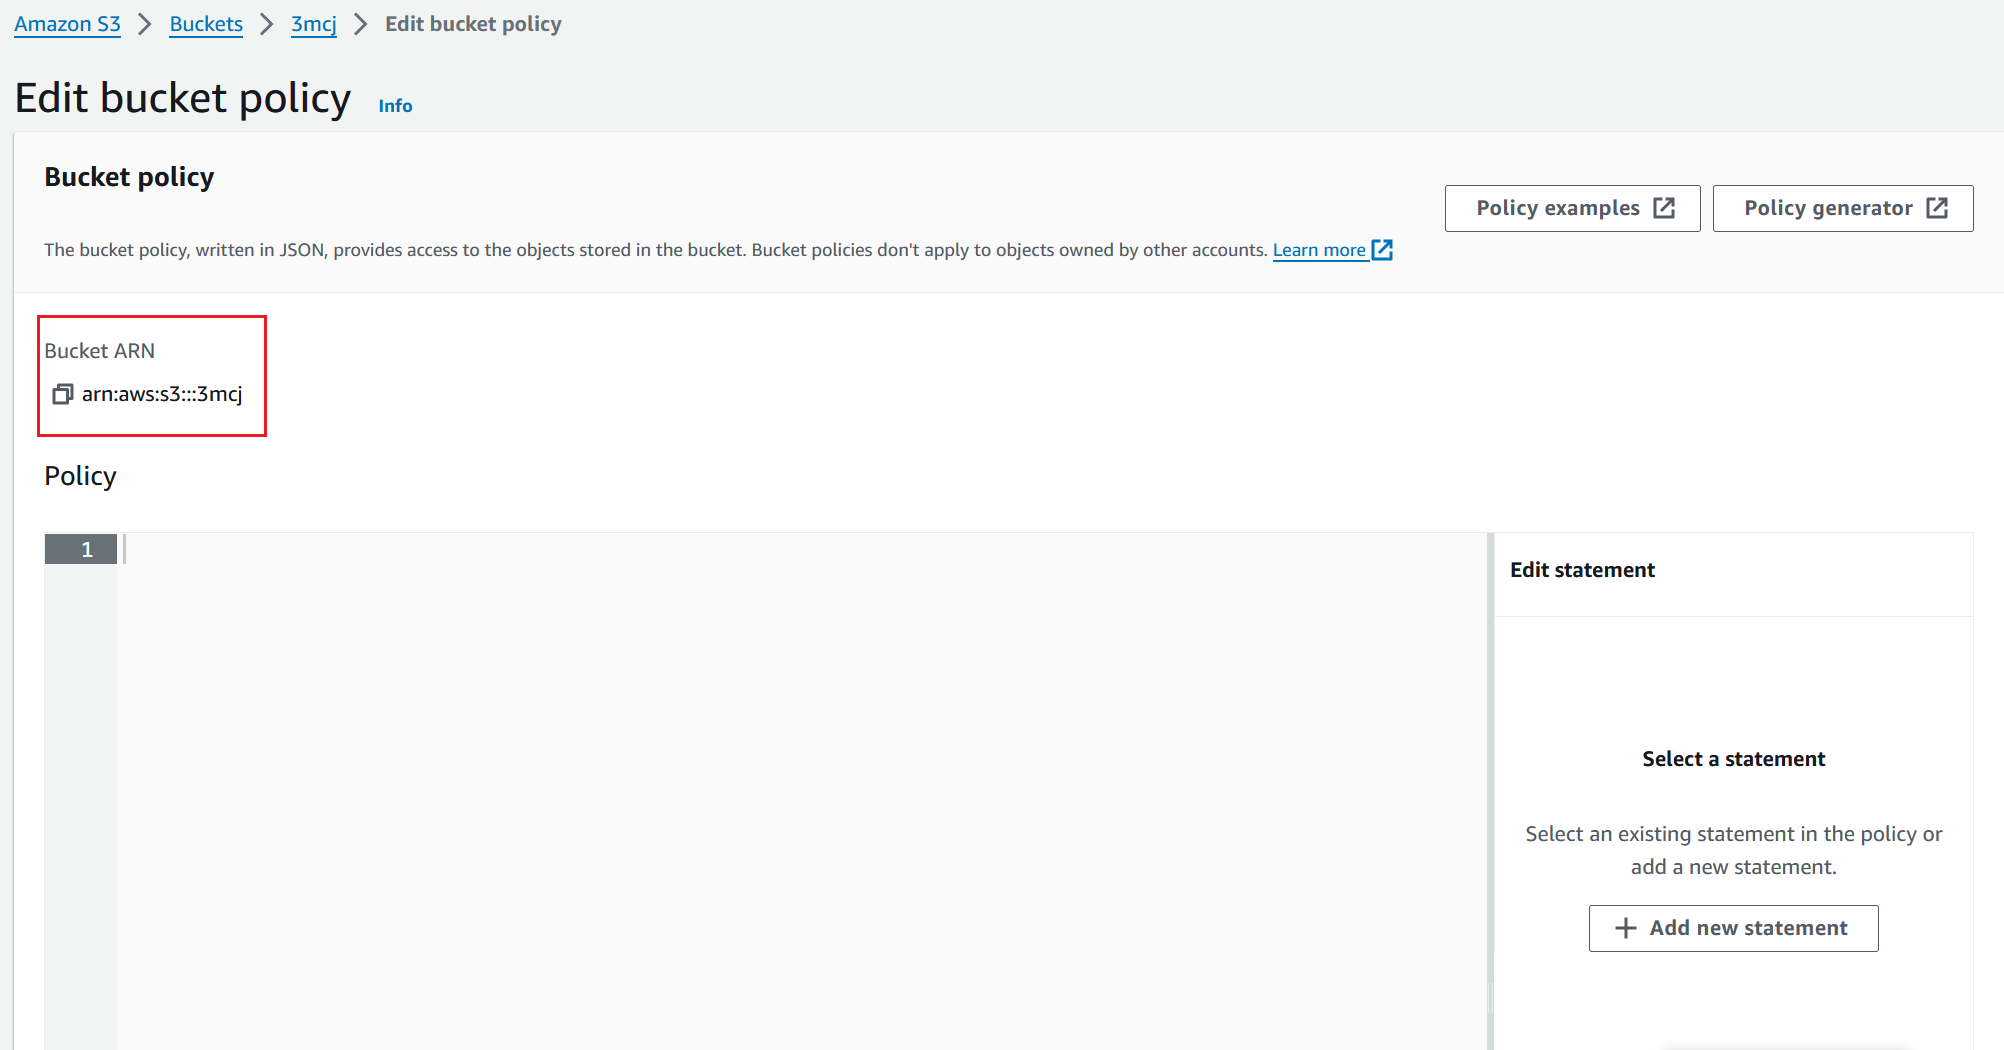 Amazon S3 > Buckets > 3mcj > Edit bucket policy
Edit bucket policy Info
Bucket policy
Policy examples
Policy generator
The bucket policy, written in JSON, provides access to the objects stored in the bucket. Bucket policies don't apply to objects owned by other accounts. Learn more
Bucket ARN
arn:aws:s3:::3mcj
Policy
1
Edit statement
Select a statement
Select an existing statement in the policy or
add a new statement.
+ Add new statement